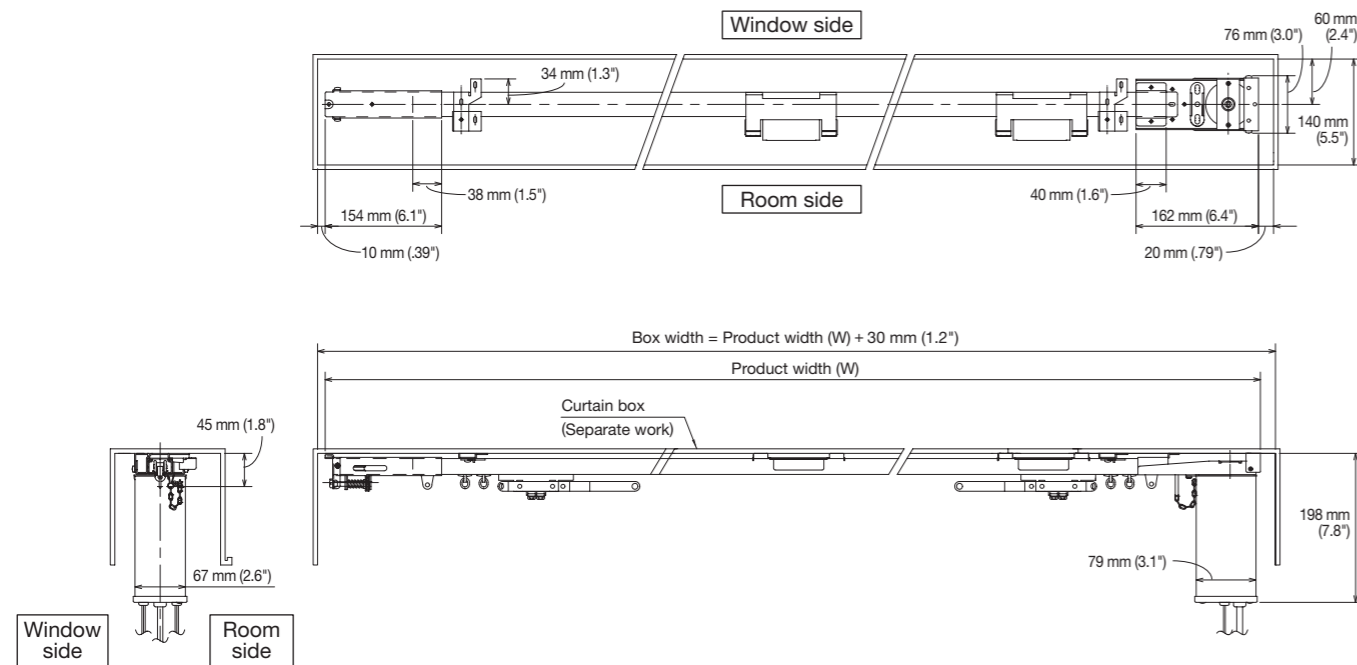 Window side
60 mm
(2.4")
76 mm (3.0")
34 mm (1.3")
140 mm
(5.5")
38 mm (1.5")
Room side
40 mm (1.6")
154 mm (6.1")
162 mm (6.4")
10 mm (.39")
20 mm (.79")
Box width = Product width (W) + 30 mm (1.2")
Product width (W)
Curtain box
(Separate work)
45 mm (1.8")
198 mm
(7.8")
67 mm (2.6")
79 mm (3.1")
Window
side
Room
side